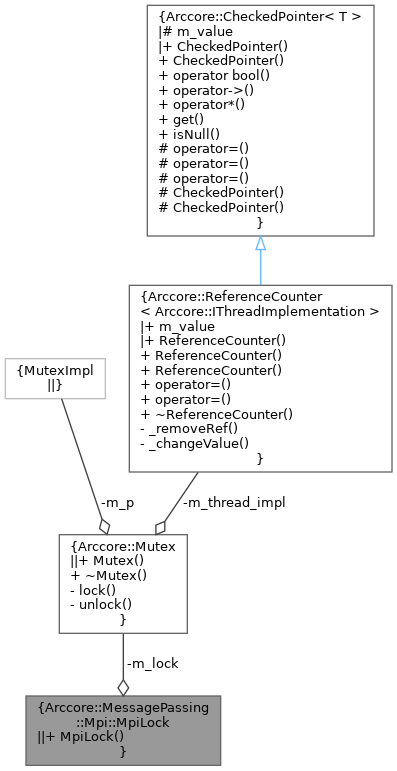 {Arccore::CheckedPointer< T >
|# m_value
|+ CheckedPointer()
+ CheckedPointer()
+ operator bool()
+ operator->()
+ operator*()
+ get()
+ isNull()
# operator=()
# operator=()
# operator=()
# CheckedPointer()
# CheckedPointer()
}
{Arccore::ReferenceCounter
< Arccore::IThreadImplementation >
|+ m_value
|+ ReferenceCounter()
+ ReferenceCounter()
+ ReferenceCounter()
+ operator=()
+ operator=()
+ ~ReferenceCounter()
- _removeRef()
- _changeValue()
}
{MutexImpl
||}
-m_p
-m_thread_impl
{Arccore::Mutex
||+ Mutex()
+ ~Mutex()
- lock()
- unlock()
}
-m_lock
{Arccore::MessagePassing
::Mpi::MpiLock
||+ MpiLock()
}